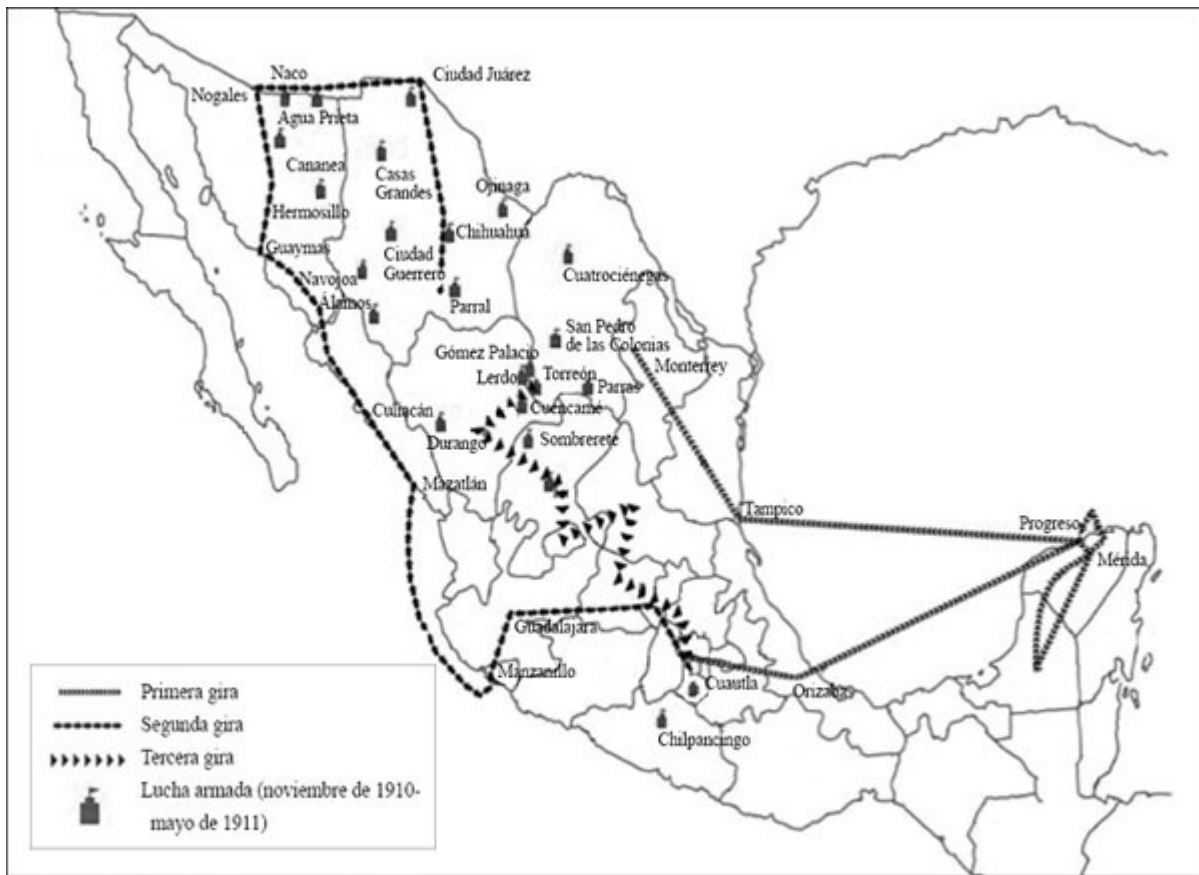 Naco
Ciudad Juárez
Nogales
Agua Prieta
Cananea
Casas
Grandes
Ojinaga
Hermosillo
Chihuahua
Guaymas
Ciudad
Guerrero
Cuatrociénegas
Navojoa
Álamos
Parral
San Pedro
de las Colonias
Gómez Palacio
Monterrey
Lerdo
Torreón
Parras
Cuencamé
Culiacán
Durango
Sombrerete
Mazatlán
Tampico
Progreso
Mérida
Guadalajara
Manzanillo
Cuautla
Orizabas
Chilpancingo
Primera gira
Segunda gira
Tercera gira
Lucha armada (noviembre de 1910-
mayo de 1911)